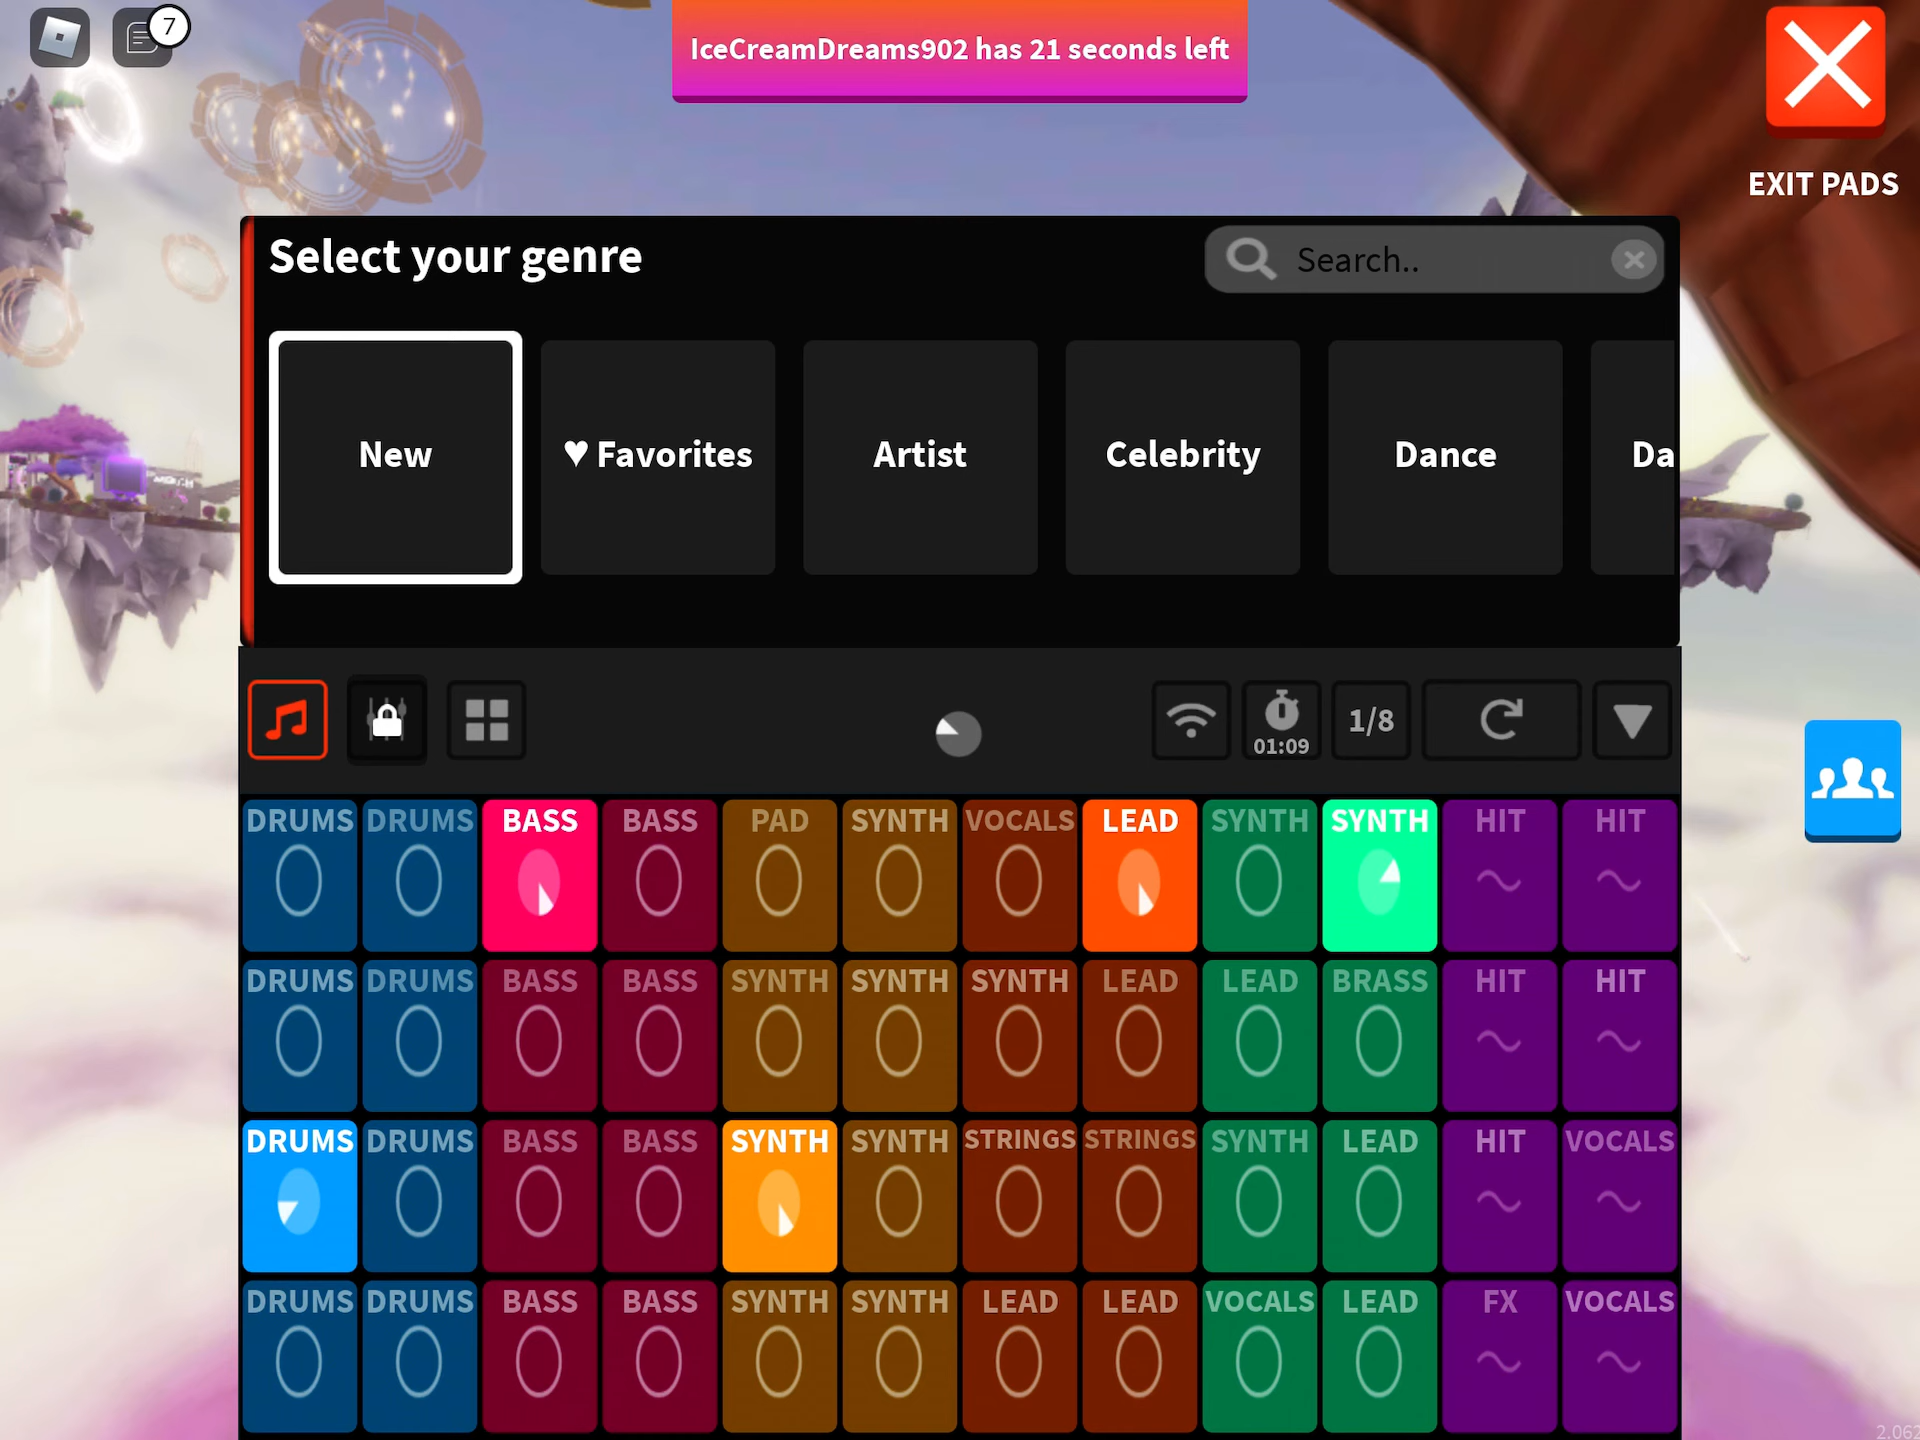 7
IceCreamDreams902 has 21 seconds left
EXIT PADS
Select your genre
Search..
New
♥ Favorites
Artist
Celebrity
Dance
Da
01:09
1/8
DRUMS DRUMS BASS BASS PAD SYNTH VOCALS LEAD SYNTH SYNTH HIT HIT
DRUMS DRUMS BASS BASS SYNTH SYNTH SYNTH LEAD LEAD BRASS HIT HIT
DRUMS DRUMS BASS BASS SYNTH SYNTH STRINGS STRINGS SYNTH LEAD HIT VOCALS
DRUMS DRUMS BASS BASS SYNTH SYNTH LEAD LEAD VOCALS LEAD FX VOCALS
2.062